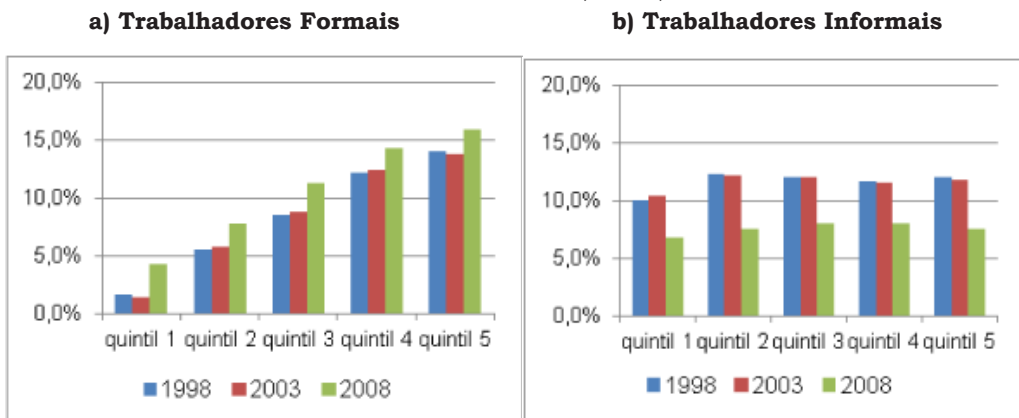 a) Trabalhadores Formais
20,0%
15,0%
10,0%
5,0%
0,0%
quintil 1 quintil 2 quintil 3 quintil 4 quintil 5
1998 2003 2008
b) Trabalhadores Informais
20,0%
15,0%
10,0%
5,0%
0,0%
quintil 1 quintil 2 quintil 3 quintil 4 quintil 5
1998 2003 2008